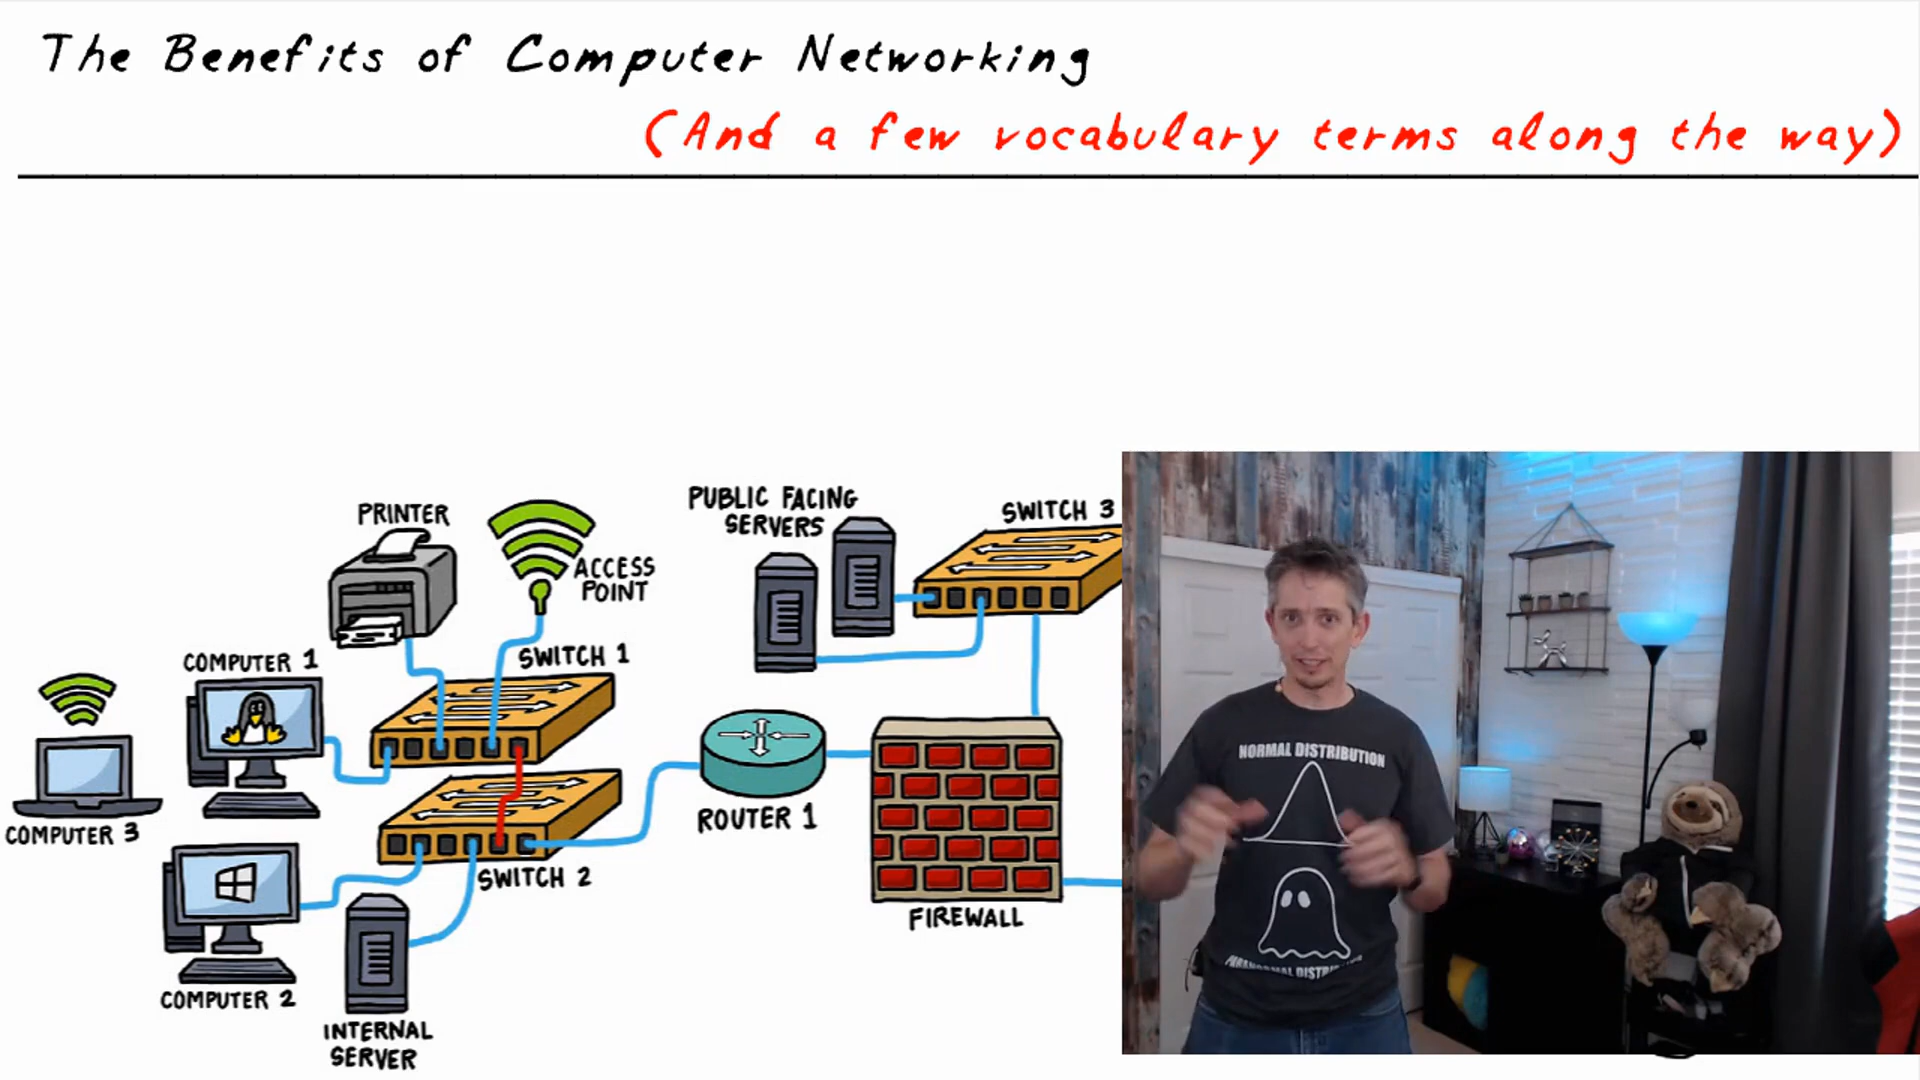 The Benefits of Computer Networking
(And a few vocabulary terms along the way)
PRINTER
ACCESS
POINT
PUBLIC FACING
SERVERS
SWITCH 3
COMPUTER 1
SWITCH 1
COMPUTER 3
SWITCH 2
ROUTER 1
FIREWALL
COMPUTER 2
INTERNAL
SERVER
NORMAL DISTRIBUTION